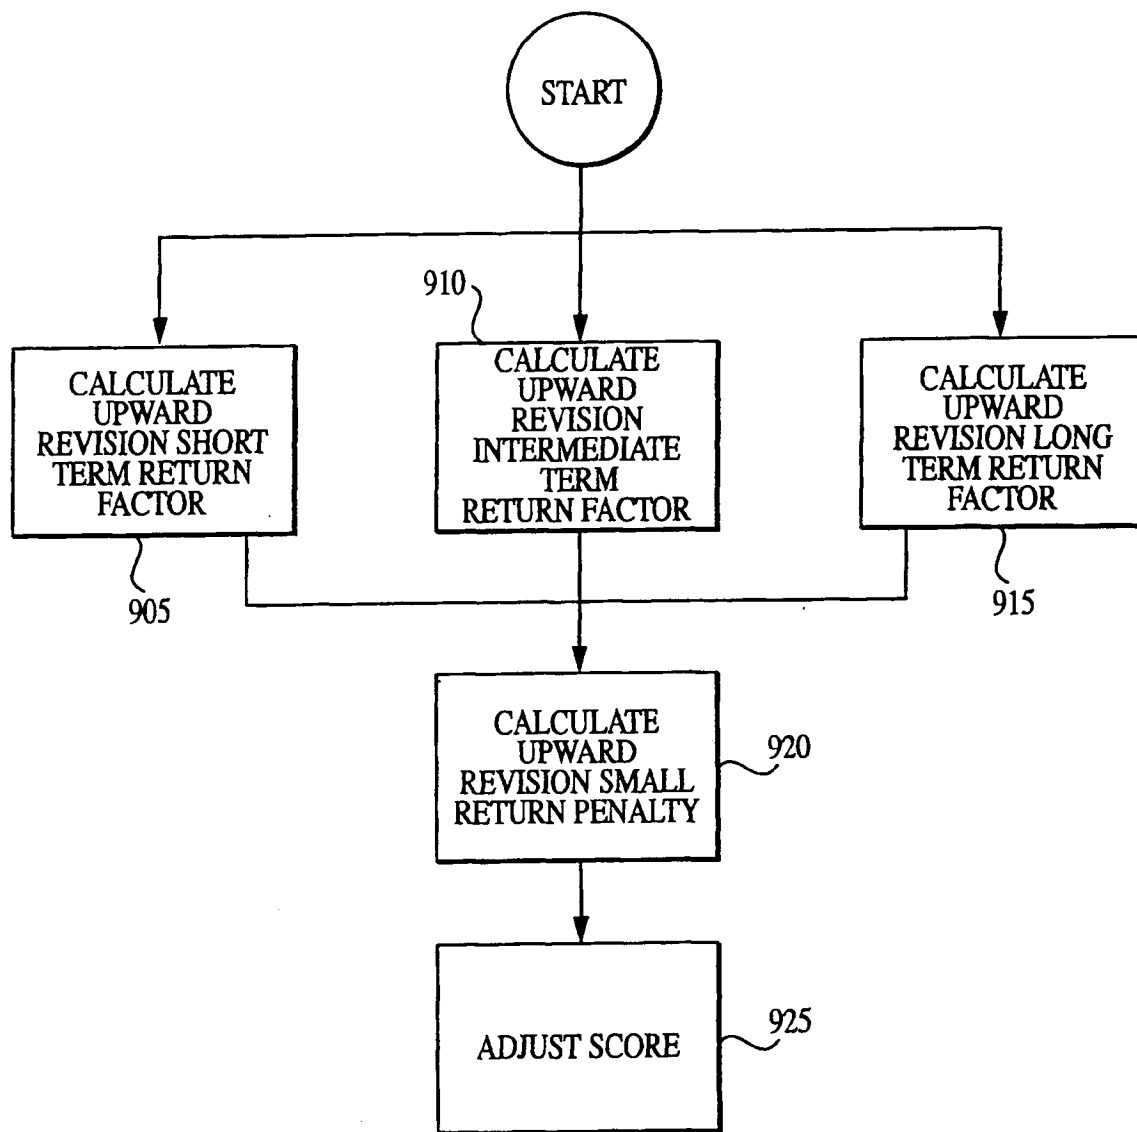 START
910
CALCULATE
UPWARD
REVISION SHORT
TERM RETURN
FACTOR
CALCULATE
UPWARD
REVISION
INTERMEDIATE
TERM
RETURN FACTOR
CALCULATE
UPWARD
REVISION LONG
TERM RETURN
FACTOR
905
915
CALCULATE
UPWARD
REVISION SMALL
RETURN PENALTY
920
ADJUST SCORE
925